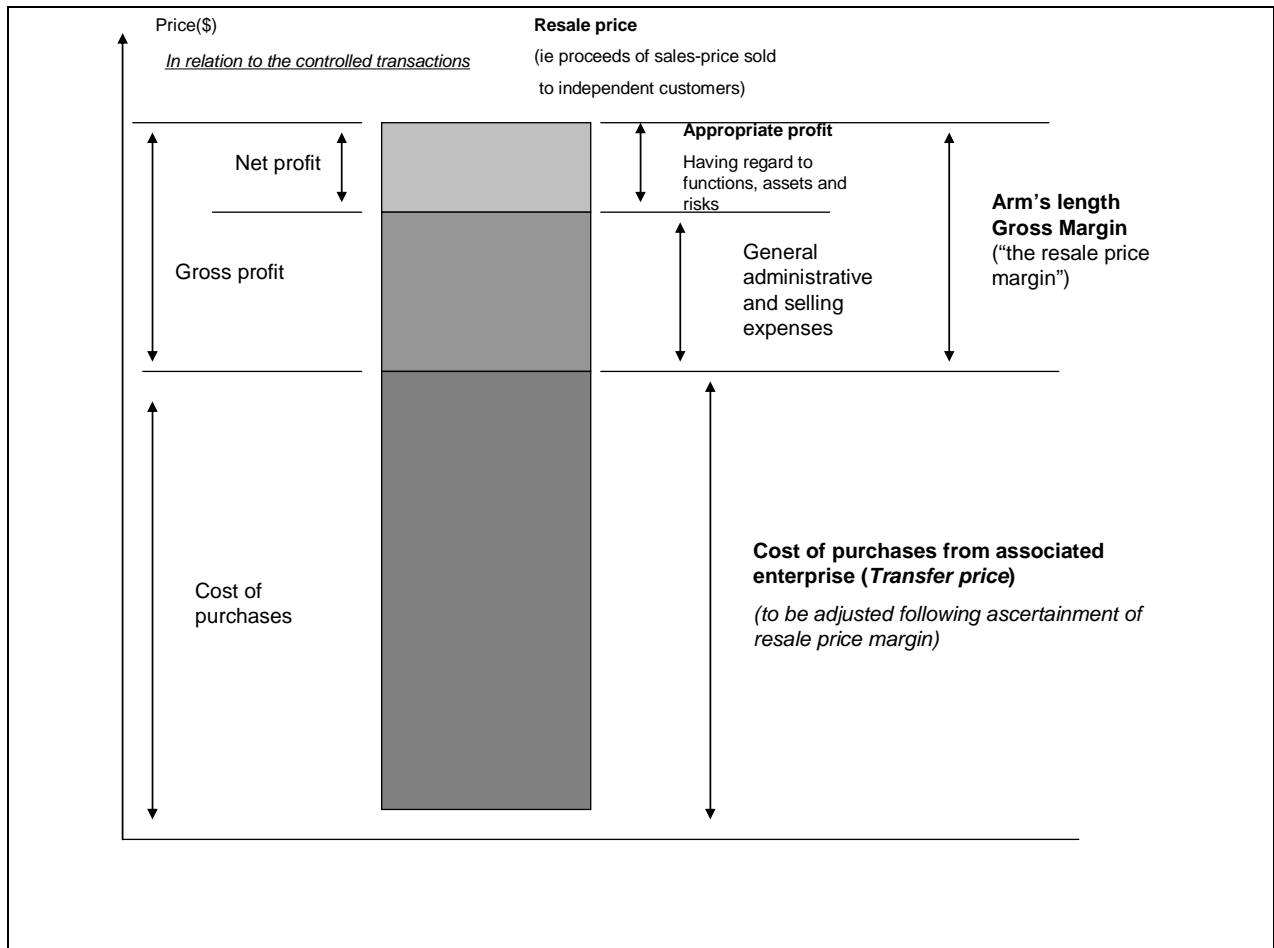 Price($)
In relation to the controlled transactions
Resale price
(ie proceeds of sales-price sold
to independent customers)
Net profit
Gross profit
Cost of
purchases
Appropriate profit
Having regard to
functions, assets and
risks
General
administrative
and selling
expenses
Arm’s length
Gross Margin
(“the resale price
margin”)
Cost of purchases from associated
enterprise (Transfer price)
(to be adjusted following ascertainment of
resale price margin)